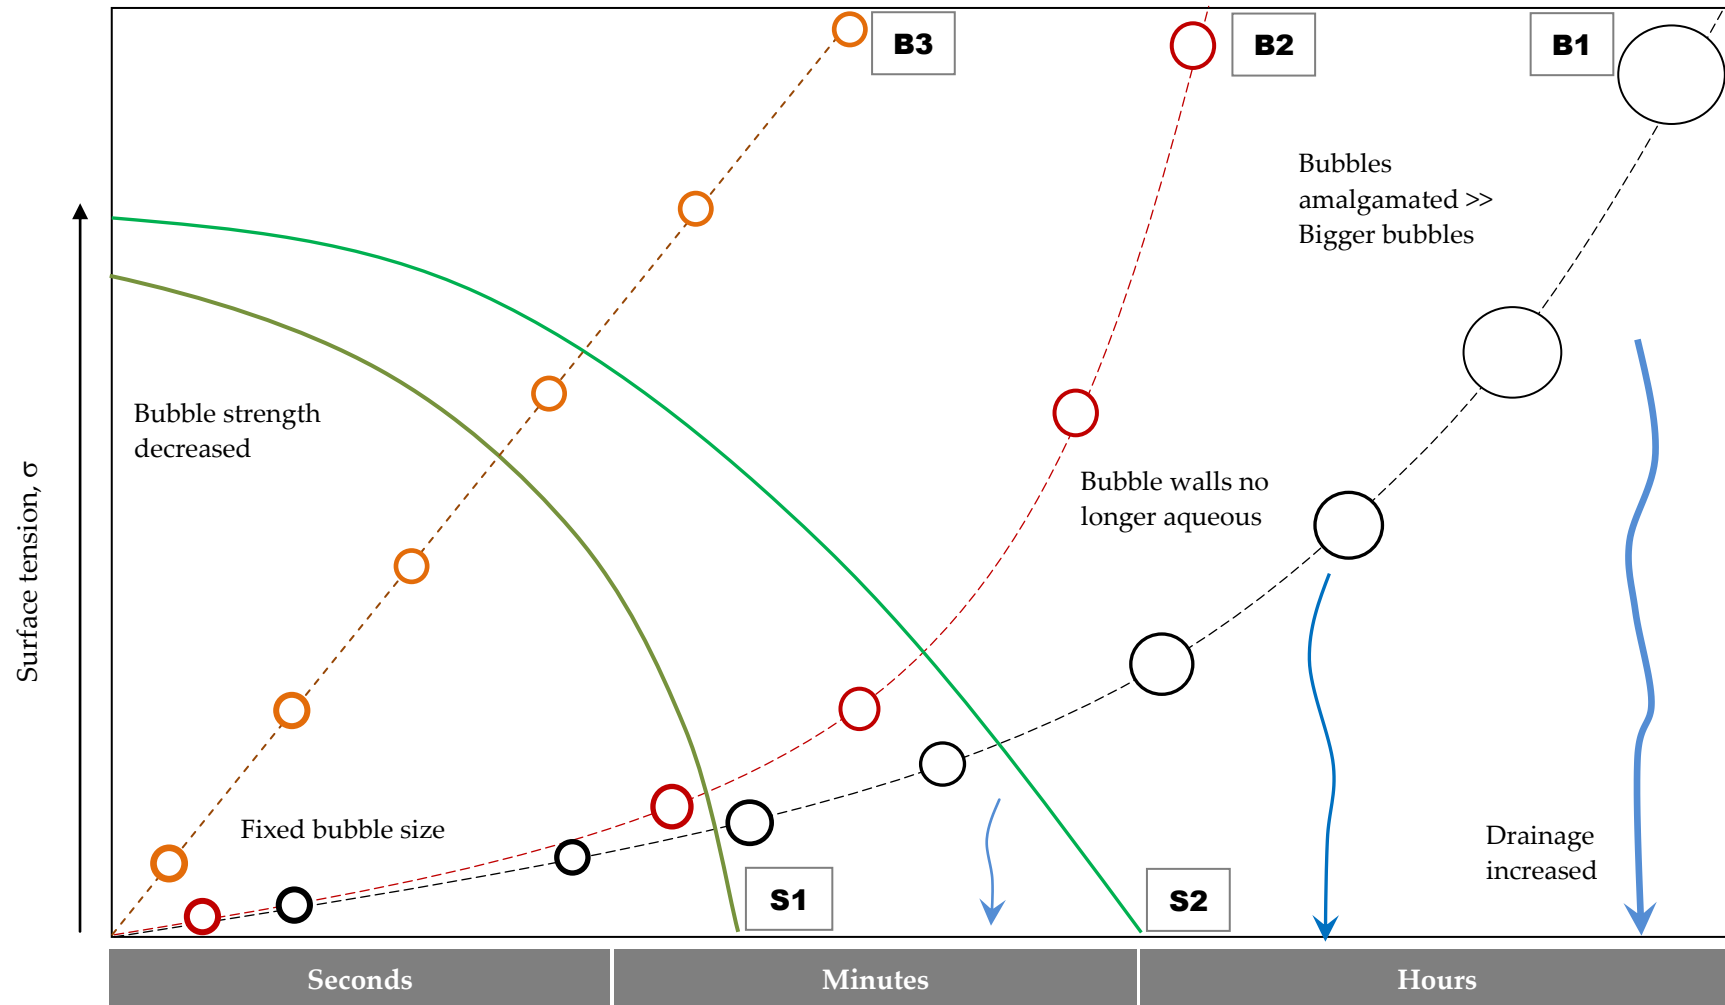 B3
B2
B1
Bubbles
amalgamated >>
Bigger bubbles
Bubble strength
decreased
Surface tension, σ
Bubble walls no
longer aqueous
Fixed bubble size
Drainage
increased
S1
S2
Seconds
Minutes
Hours